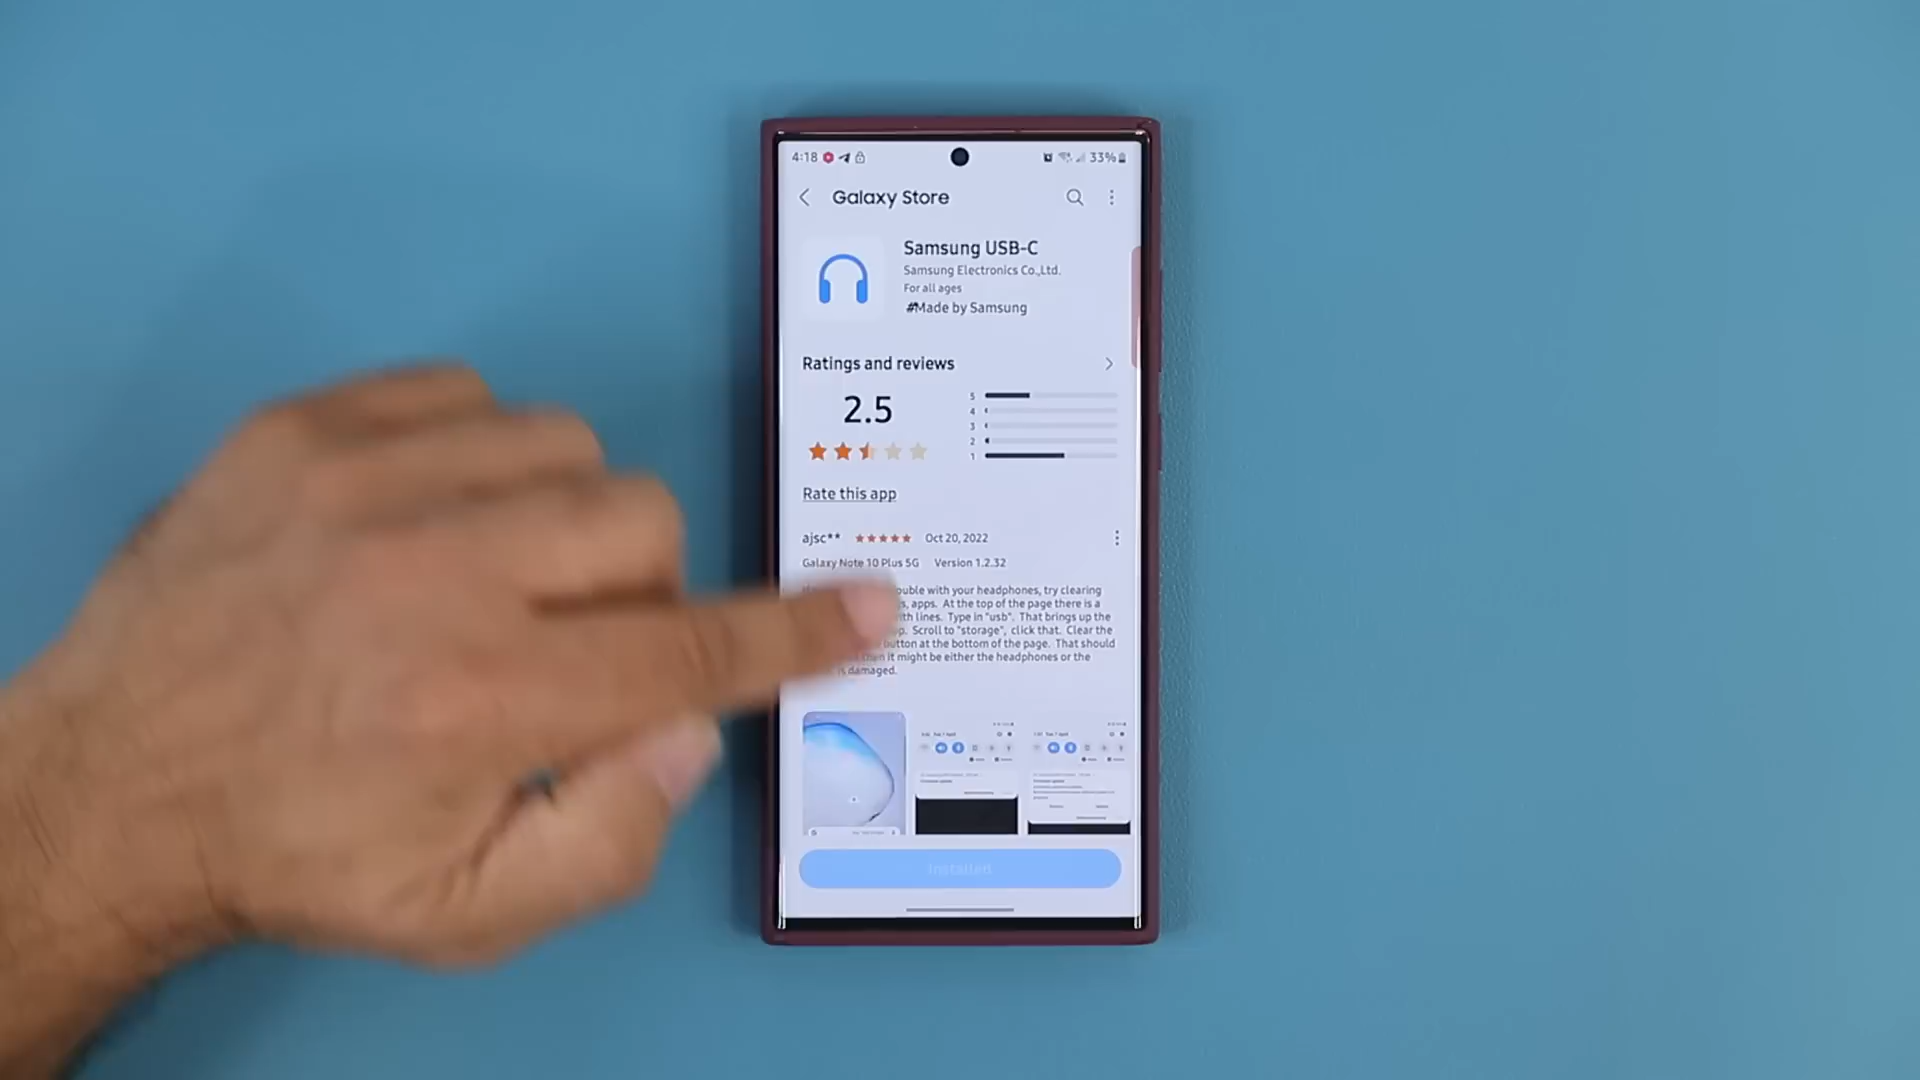 4:18 33%
Galaxy Store
Samsung USB-C
Samsung Electronics Co.,Ltd.
For all ages
#Made by Samsung
Ratings and reviews
2.5
5
4
3
2
1
Rate this app
ajsc** Oct 20, 2022
Galaxy Note 10 Plus 5G Version 1.2.32
with your headphones, try clearing
apps. At the top of the page there is a
lines. Type in "usb". That brings up the
Scroll to "storage", click that. Clear the
button at the bottom of the page. That should
then it might be either the headphones or the
is damaged.
Installed